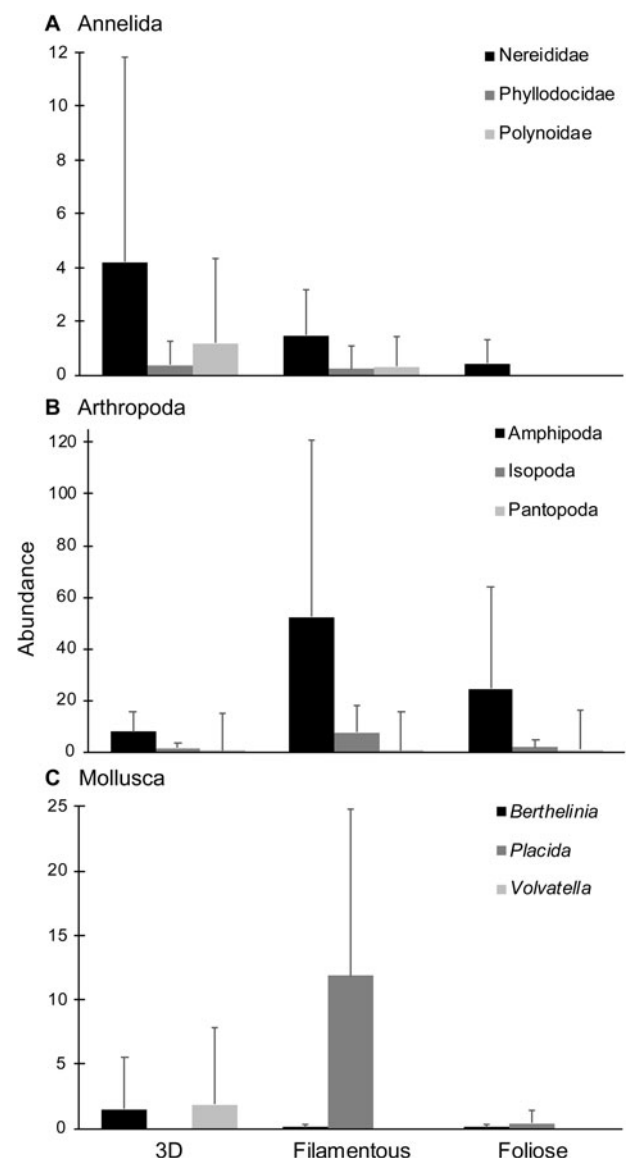 A Annelida
12
10
8
6
4
2
0
Nereididae
Phyllodocidae
Polynoidae
B Arthropoda
120
100
80
60
40
20
0
Amphipoda
Isopoda
Pantopoda
Abundance
C Mollusca
25
20
15
10
5
0
Berthelinia
Placida
Volvatella
3D Filamentous Foliose